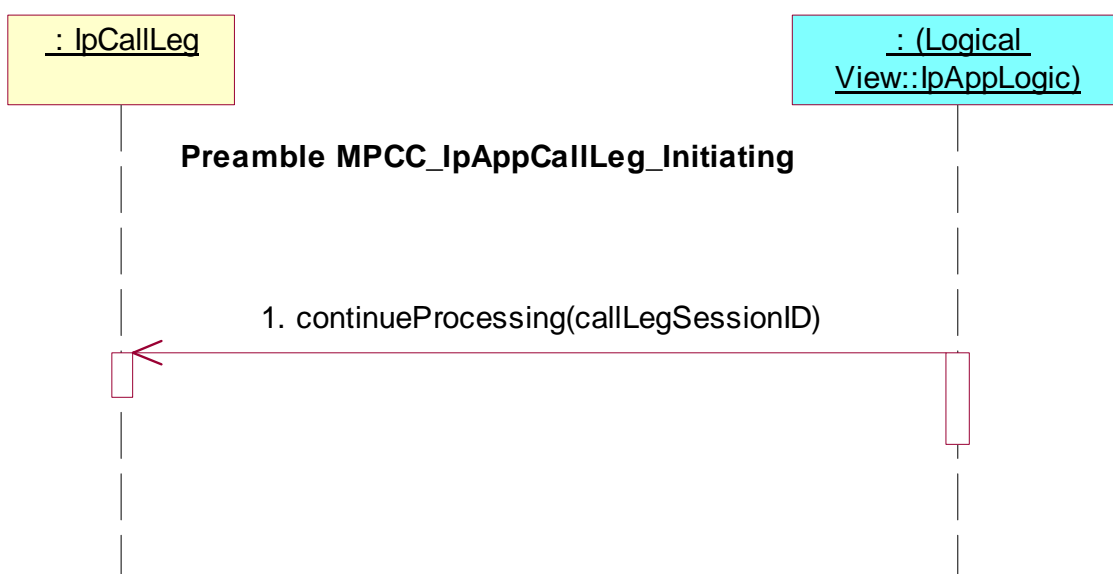 : IpCallLeg
: (Logical
View::IpAppLogic)
Preamble MPCC_IpAppCallLeg_Initiating
1. continueProcessing(callLegSessionID)